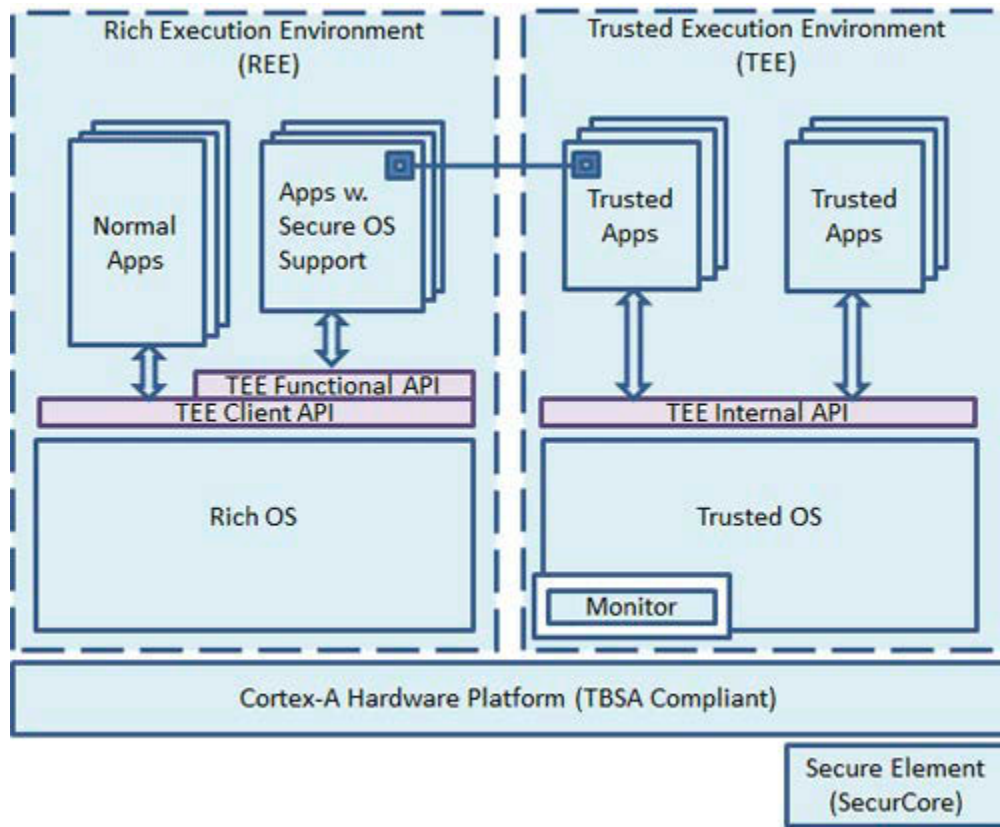 Rich Execution Environment
(REE)
Trusted Execution Environment
(TEE)
Normal
Apps
Apps w.
Secure OS
Support
Trusted
Apps
Trusted
Apps
TEE Functional API
TEE Client API
TEE Internal API
Rich OS
Trusted OS
Monitor
Cortex-A Hardware Platform (TBSA Compliant)
Secure Element
(SecurCore)